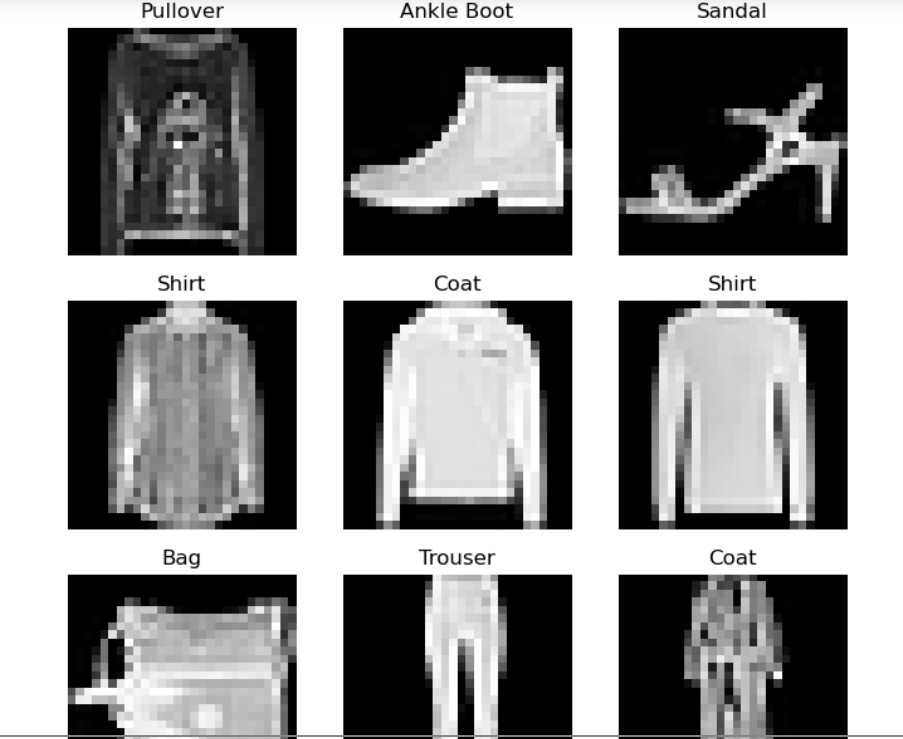 Pullover
Ankle Boot
Sandal
Shirt
Coat
Shirt
Bag
Trouser
Coat